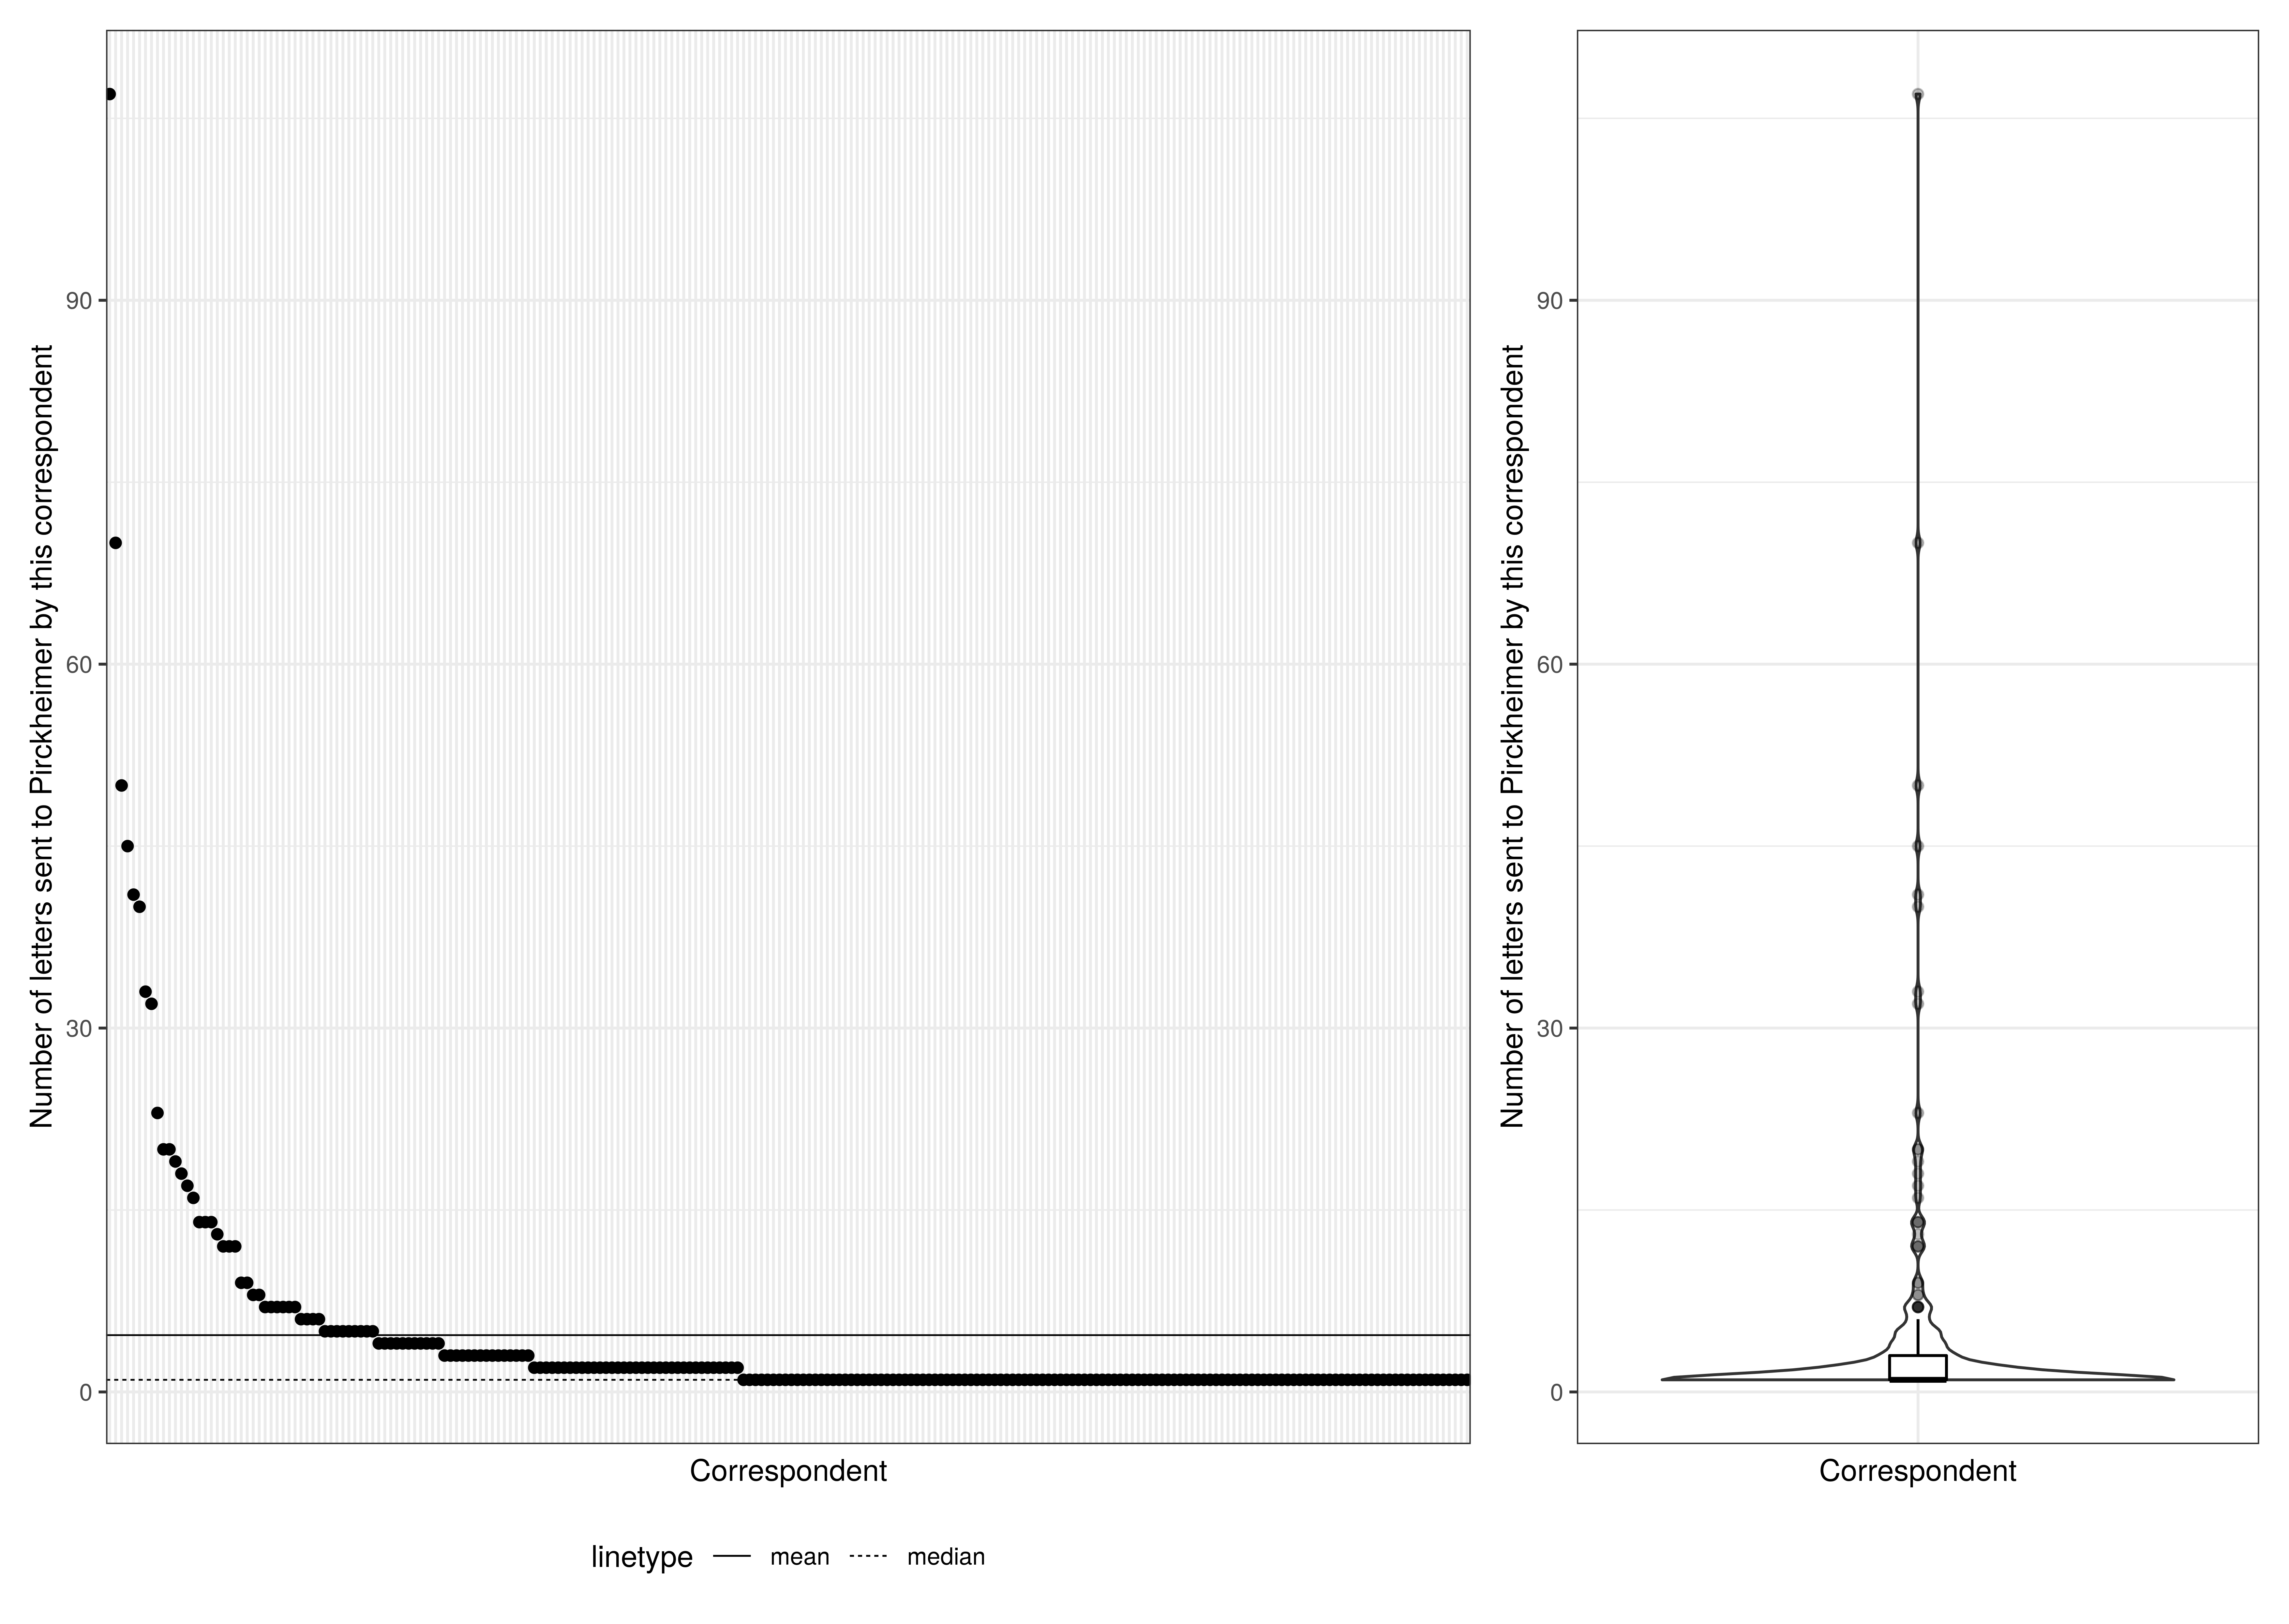 Number of letters sent to Pirckheimer by this correspondent
90
60
30
0
Correspondent
linetype mean median
Number of letters sent to Pirckheimer by this correspondent
90
60
30
0
Correspondent